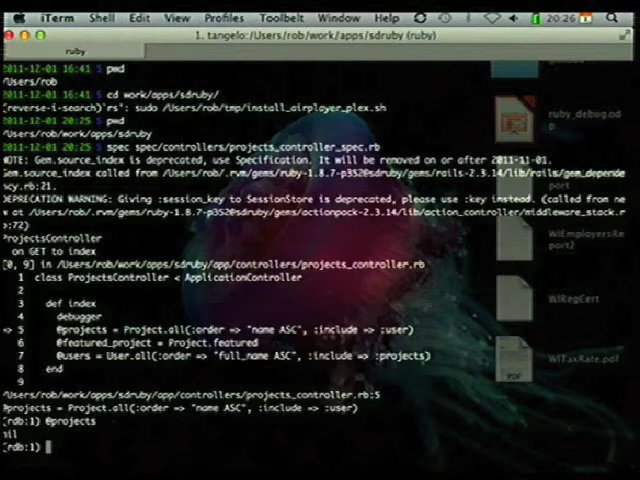 iTerm Shell Edit View Profiles Toolbelt Window Help 20:26
1. tangelo:/Users/rob/work/apps/sdruby (ruby)
ruby
2011-12-01 16:41 $ pwd
/Users/rob
2011-12-01 16:41 $ cd work/apps/sdruby/
(reverse-i-search)`rs': sudo /Users/rob/tmp/install_airplayer_plex.sh
2011-12-01 20:25 $ pwd
/Users/rob/work/apps/sdruby
2011-12-01 20:25 $ spec spec/controllers/projects_controller_spec.rb
NOTE: Gem.source_index is deprecated, use Specification. It will be removed on or after 2011-11-01.
Gem.source_index called from /Users/rob/.rvm/gems/ruby-1.8.7-p352@sdruby/gems/rails-2.3.14/lib/rails/gem_depende
ncy.rb:21.
DEPRECATION WARNING: Giving :session_key to SessionStore is deprecated, please use :key instead. (called from ne
w at /Users/rob/.rvm/gems/ruby-1.8.7-p352@sdruby/gems/actionpack-2.3.14/lib/action_controller/middleware_stack.r
b:72)
ProjectsController
on GET to index
[0, 9] in /Users/rob/work/apps/sdruby/app/controllers/projects_controller.rb
1 class ProjectsController < ApplicationController
2
3 def index
4 debugger
=> 5 @projects = Project.all(:order => "name ASC", :include => :user)
6 @featured_project = Project.featured
7 @users = User.all(:order => "full_name ASC", :include => :projects)
8 end
9
/Users/rob/work/apps/sdruby/app/controllers/projects_controller.rb:5
@projects = Project.all(:order => "name ASC", :include => :user)
(rdb:1) @projects
nil
(rdb:1)
ruby_debug.od
p
port
WIEmployersRe
port2
WIRegCert
WITaxRate.pdf
PDF